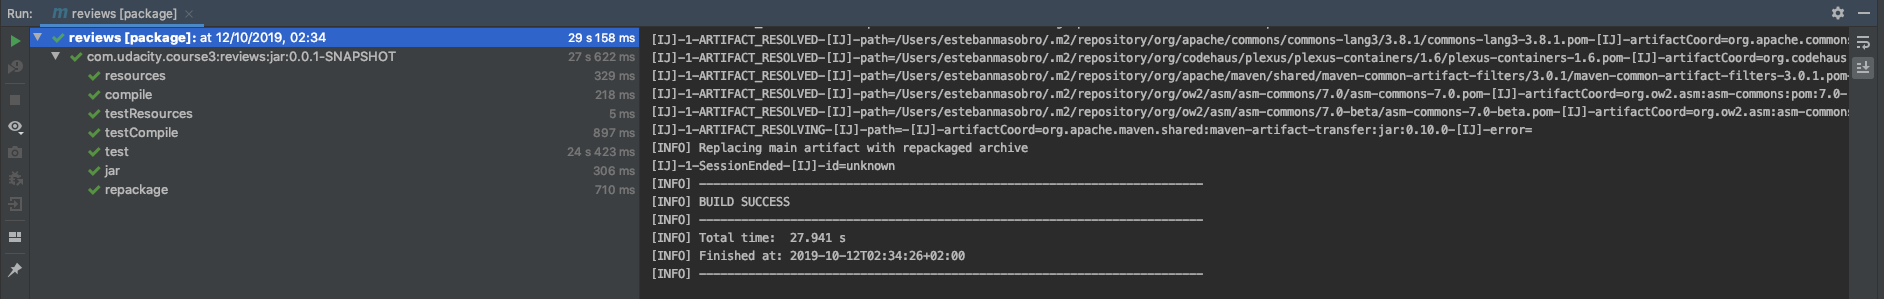 Run: reviews [package]
reviews [package]: at 12/10/2019, 02:34 29 s 158 ms
com.udacity.course3:reviews:jar:0.0.1-SNAPSHOT 27 s 622 ms
resources 329 ms
compile 218 ms
testResources 5 ms
testCompile 897 ms
test 24 s 423 ms
jar 306 ms
repackage 710 ms
[IJ]-1-ARTIFACT_RESOLVED-[IJ]-path=/Users/estebanmasobro/.m2/repository/org/apache/commons/commons-lang3/3.8.1/commons-lang3-3.8.1.pom-[IJ]-artifactCoord=org.apache.commons
[IJ]-1-ARTIFACT_RESOLVED-[IJ]-path=/Users/estebanmasobro/.m2/repository/org/codehaus/plexus/plexus-containers/1.6/plexus-containers-1.6.pom-[IJ]-artifactCoord=org.codehaus
[IJ]-1-ARTIFACT_RESOLVED-[IJ]-path=/Users/estebanmasobro/.m2/repository/org/apache/maven/shared/maven-common-artifact-filters/3.0.1/maven-common-artifact-filters-3.0.1.pom-
[IJ]-1-ARTIFACT_RESOLVED-[IJ]-path=/Users/estebanmasobro/.m2/repository/org/ow2/asm/asm-commons/7.0/asm-commons-7.0.pom-[IJ]-artifactCoord=org.ow2.asm:asm-commons:pom:7.0-
[IJ]-1-ARTIFACT_RESOLVED-[IJ]-path=/Users/estebanmasobro/.m2/repository/org/ow2/asm/asm-commons/7.0-beta/asm-commons-7.0-beta.pom-[IJ]-artifactCoord=org.ow2.asm:asm-commons
[IJ]-1-ARTIFACT_RESOLVING-[IJ]-path=-[IJ]-artifactCoord=org.apache.maven.shared:maven-artifact-transfer:jar:0.10.0-[IJ]-error=
[INFO] Replacing main artifact with repackaged archive
[IJ]-1-SessionEnded-[IJ]-id=unknown
[INFO] ------------------------------------------------------------------------
[INFO] BUILD SUCCESS
[INFO] ------------------------------------------------------------------------
[INFO] Total time:  27.941 s
[INFO] Finished at: 2019-10-12T02:34:26+02:00
[INFO] ------------------------------------------------------------------------